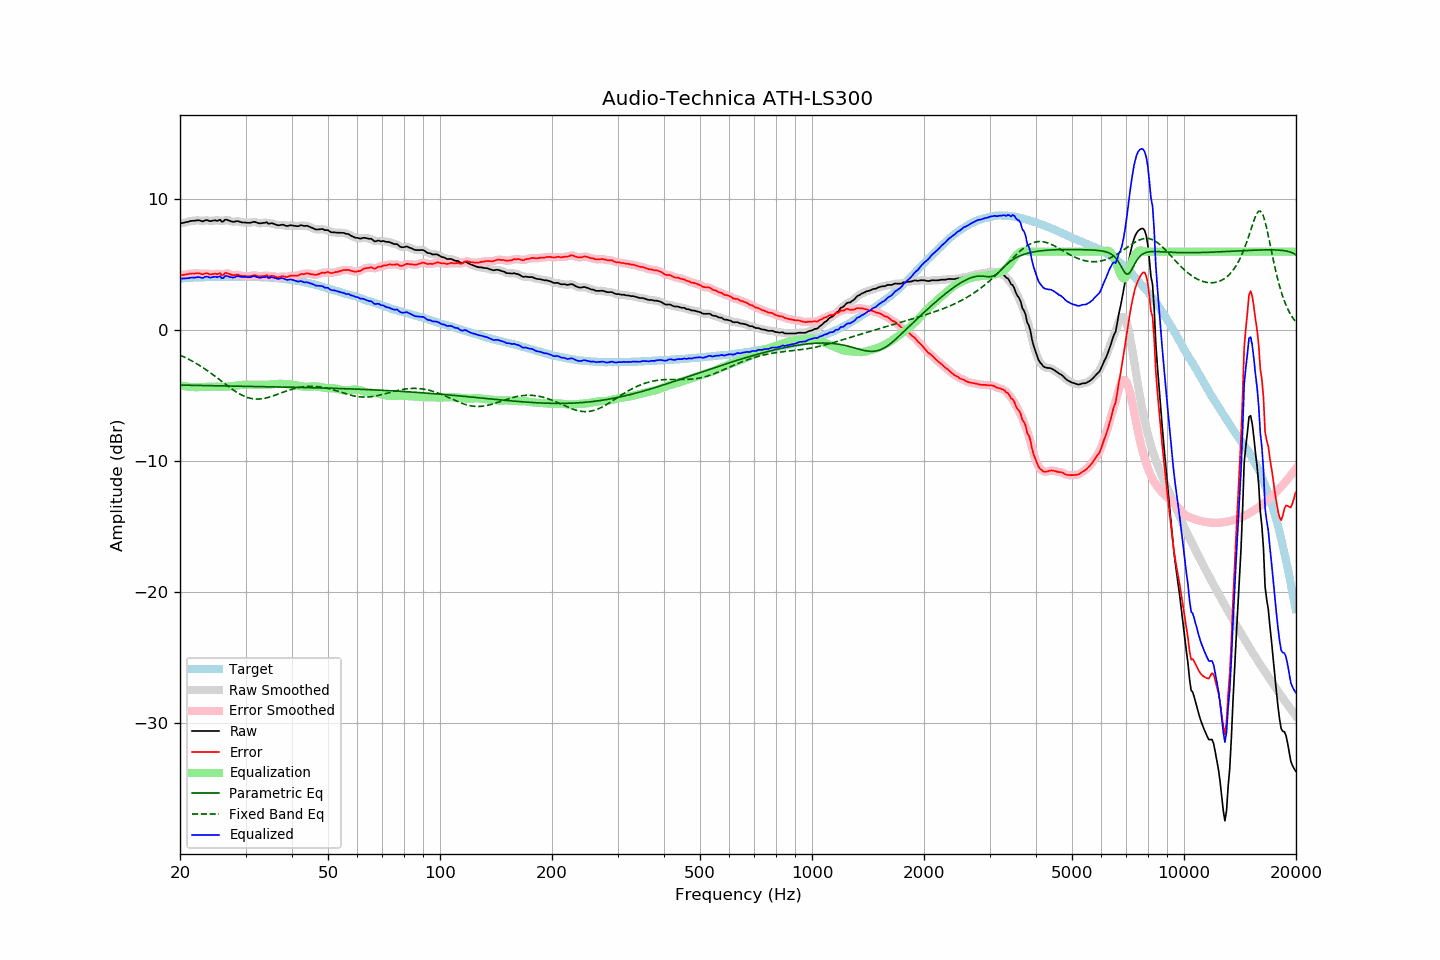 Audio-Technica ATH-LS300
Amplitude (dBr)
10
0
−10
−20
−30
Target
Raw Smoothed
Error Smoothed
Raw
Error
Equalization
Parametric Eq
Fixed Band Eq
Equalized
20 50 100 200 500 1000 2000 5000 10000 20000
Frequency (Hz)